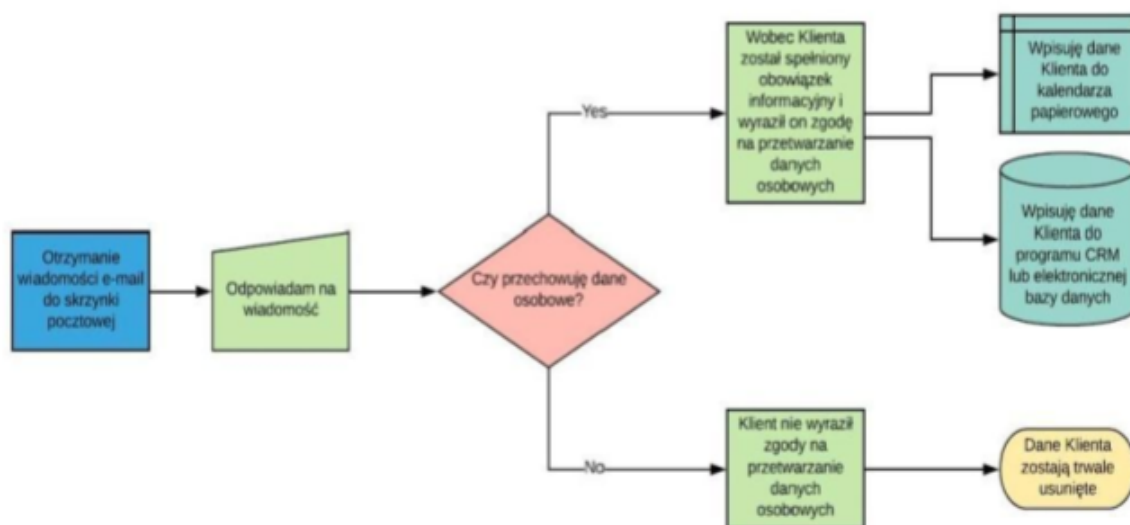 Otrzymanie
wiadomości e-mail
do skrzynki
pocztowej
Odpowiadam na
wiadomość
Czy przechowuję dane
osobowe?
Yes
Wobec Klienta
został spełniony
obowiązek
informacyjny i
wyraził on zgodę
na przetwarzanie
danych
osobowych
Wpisuję dane
Klienta do
kalendarza
papierowego
Wpisuję dane
Klienta do
programu CRM
lub elektronicznej
bazy danych
No
Klient nie wyraził
zgody na
przetwarzanie
danych
osobowych
Dane Klienta
zostają trwale
usunięte